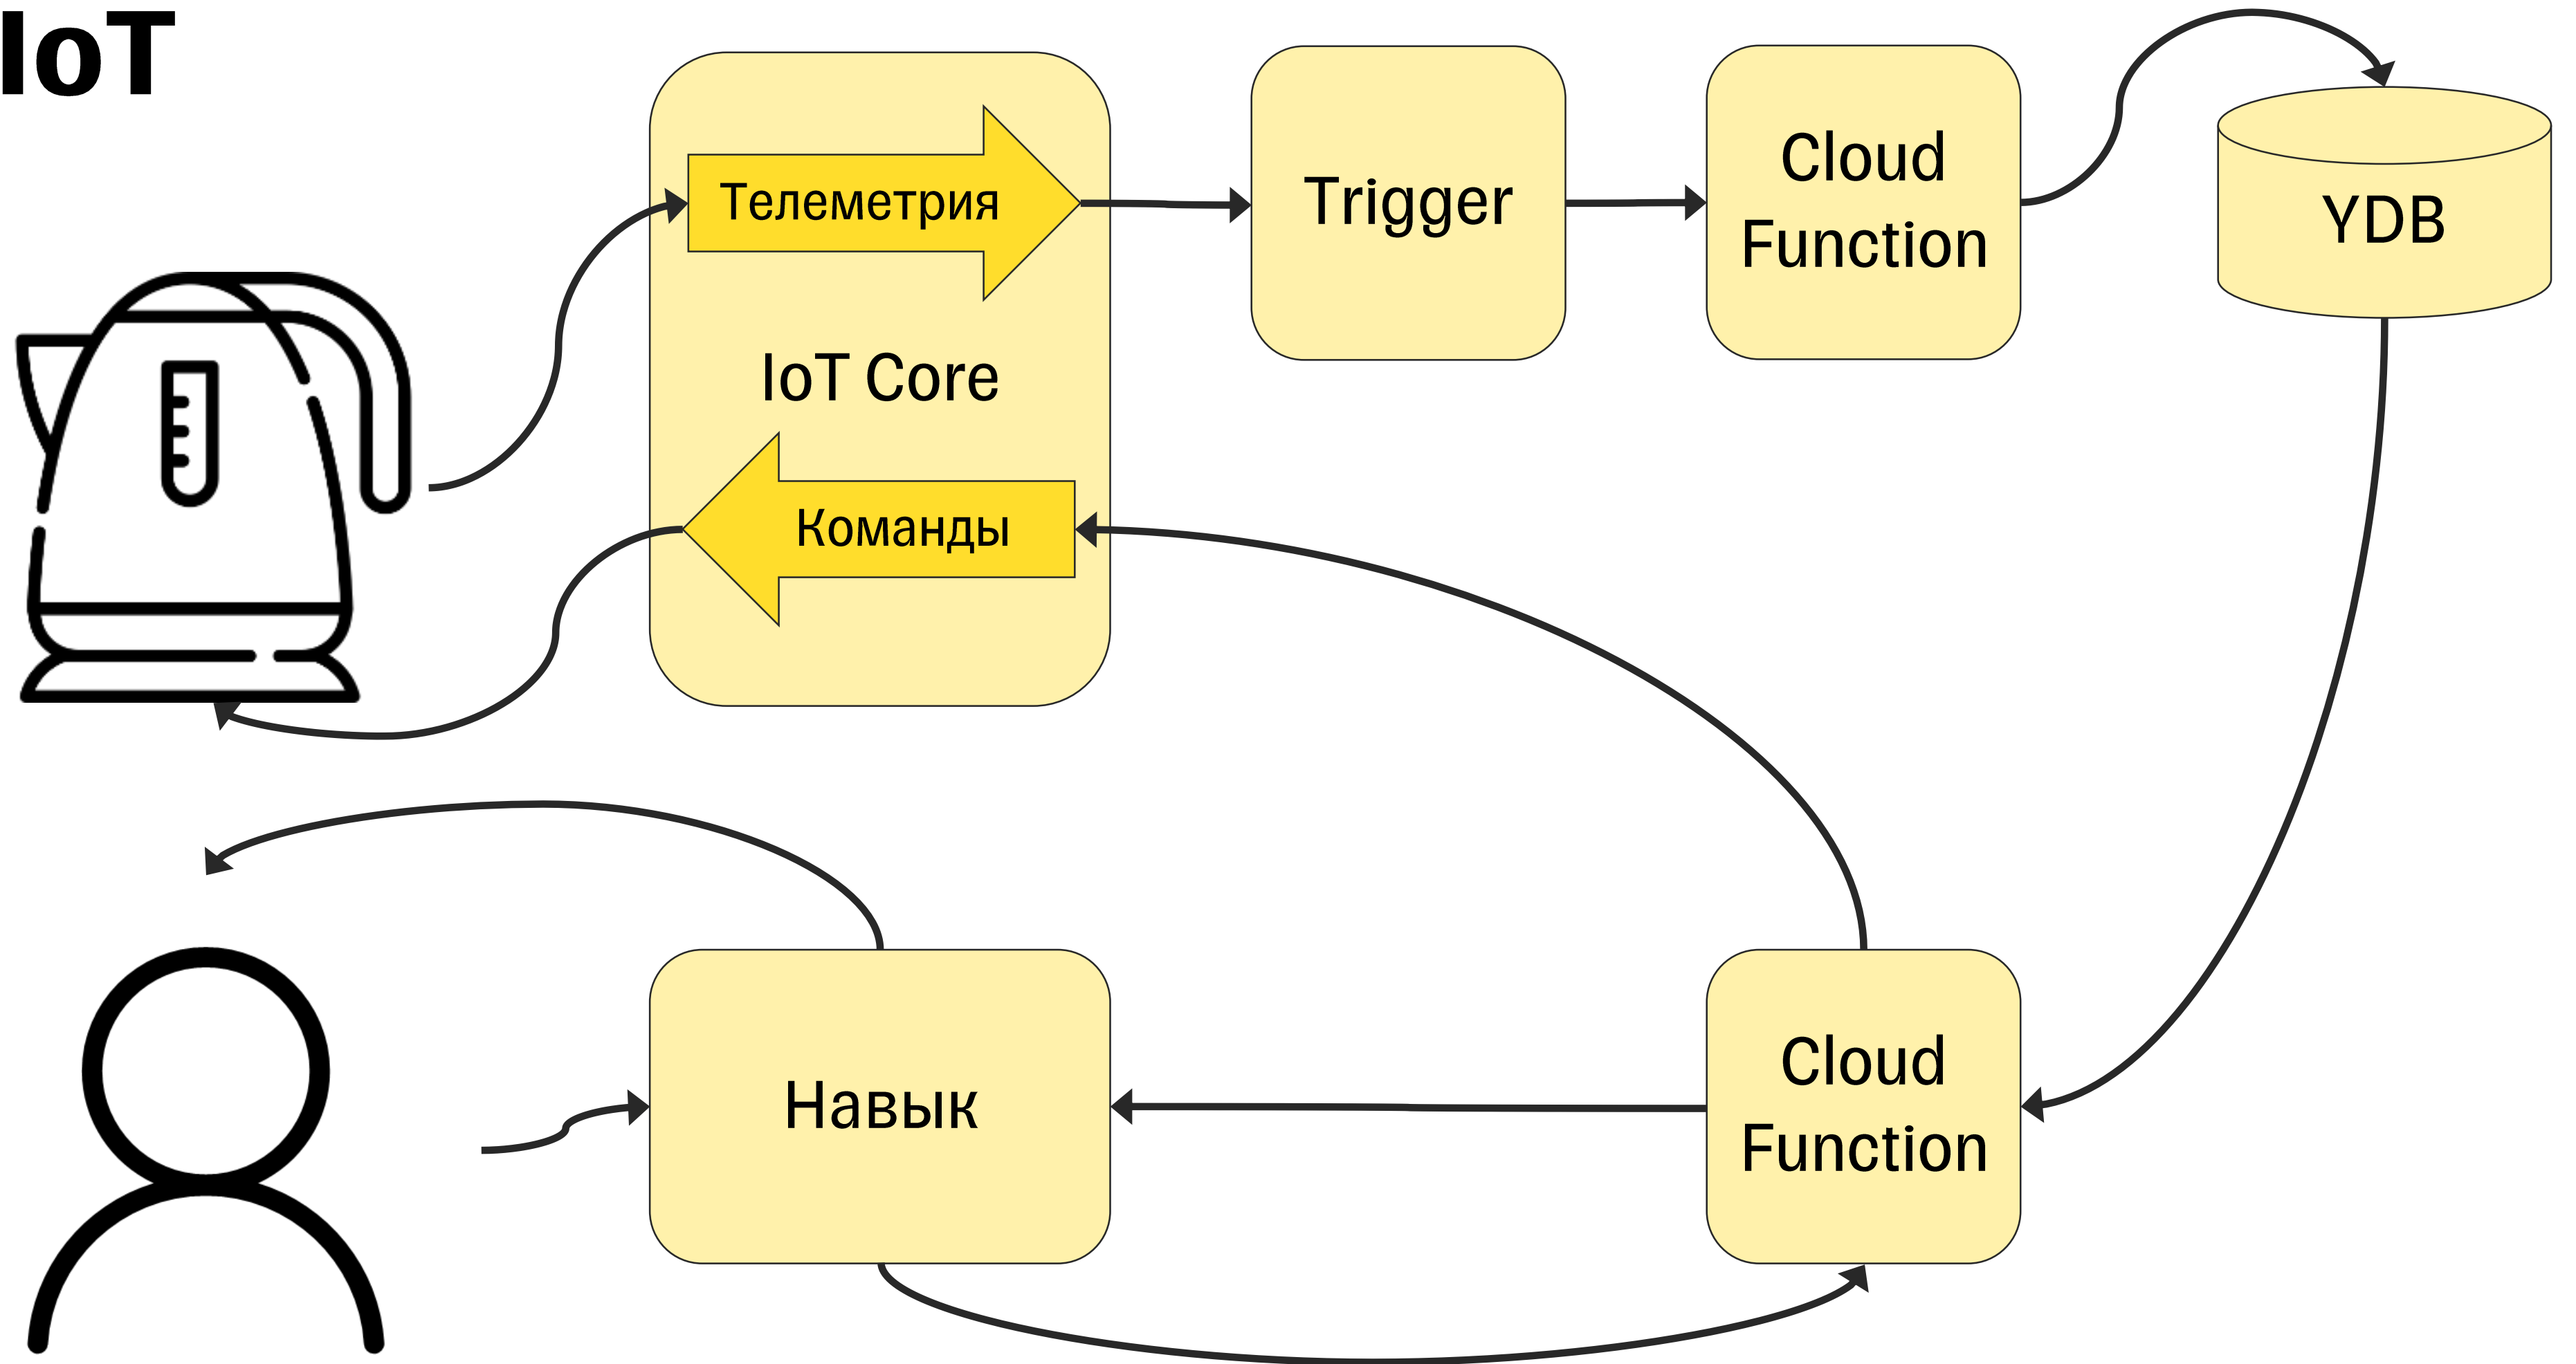 IoT
Телеметрия
IoT Core
Команды
Trigger
Cloud
Function
YDB
Навык
Cloud
Function